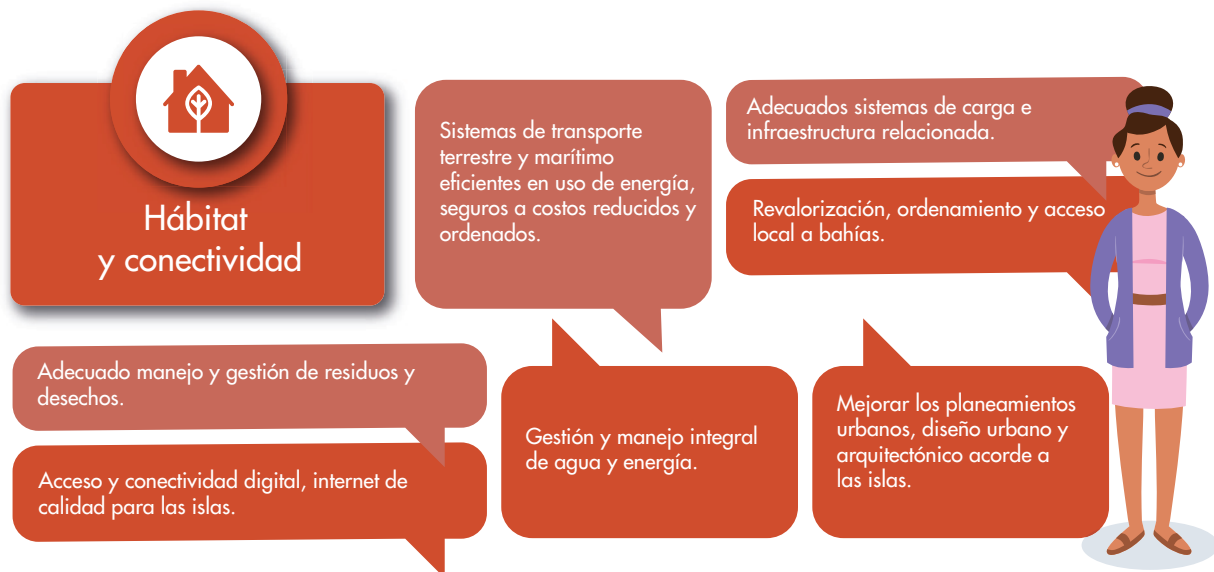 Hábitat
y conectividad
Sistemas de transporte
terrestre y marítimo
eficientes en uso de energía,
seguros a costos reducidos y
ordenados.
Adecuados sistemas de carga e
infraestructura relacionada.
Revalorización, ordenamiento y acceso
local a bahías.
Adecuado manejo y gestión de residuos y
desechos.
Acceso y conectividad digital, internet de
calidad para las islas.
Gestión y manejo integral
de agua y energía.
Mejorar los planeamientos
urbanos, diseño urbano y
arquitectónico acorde a
las islas.